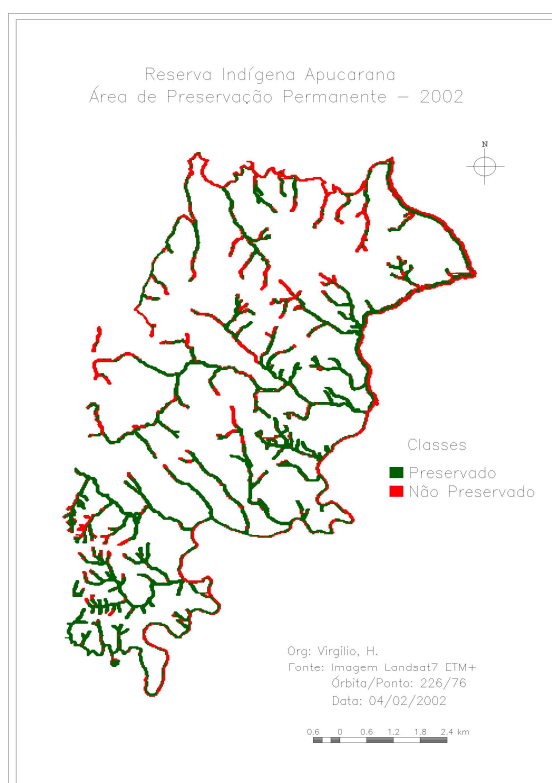 Reserva Indígena Apucarana
Área de Preservação Permanente - 2002
N
Classes
Preservado
Não Preservado
Org: Virgilio, H.
Fonte: Imagem Landsat7 ETM+
Órbita/Ponto: 226/76
Data: 04/02/2002
0.6 0 0.6 1.2 1.8 2.4 km